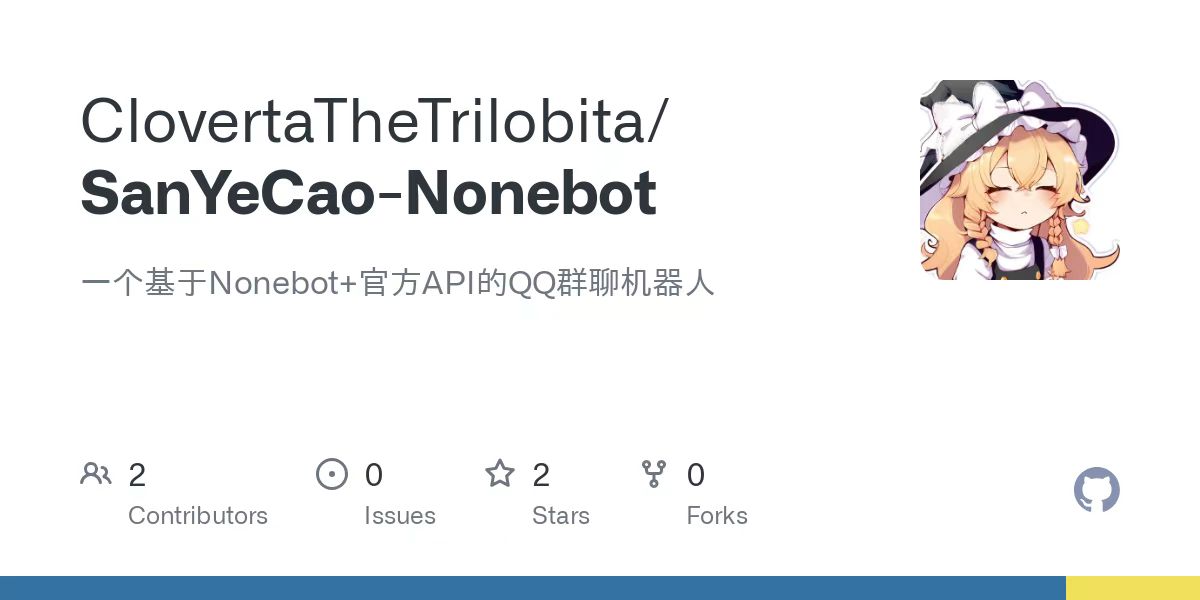 ClovertaTheTrilobita/
SanYeCao-Nonebot
一个基于Nonebot+官方API的QQ群聊机器人
2 0 2 0
Contributors Issues Stars Forks